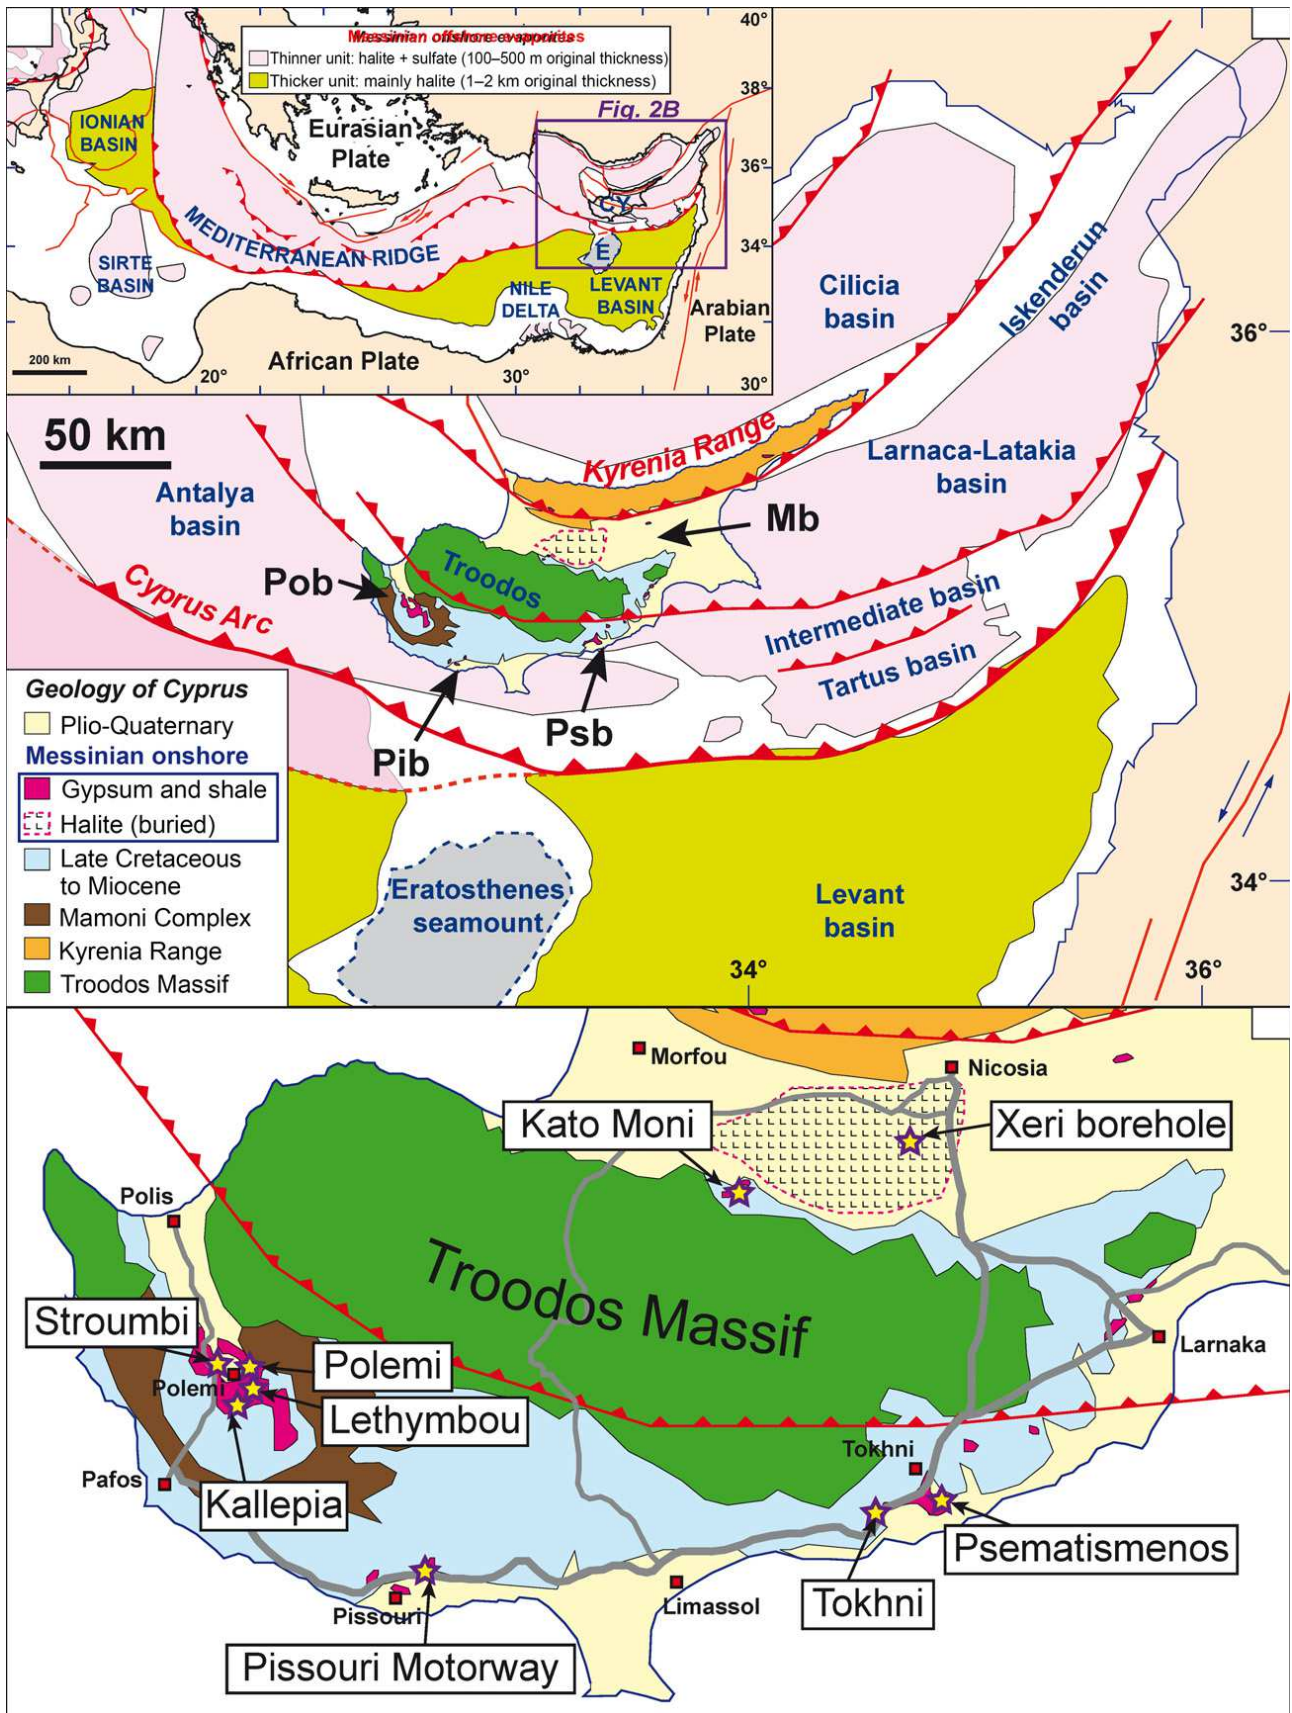 Messinian offshore evaporites
Thinner unit: halite + sulfate (100–500 m original thickness)
Thicker unit: mainly halite (1–2 km original thickness)
Fig. 2B
IONIAN
BASIN
Eurasian
Plate
CY
E
MEDITERRANEAN RIDGE
SIRTE
BASIN
NILE
DELTA
LEVANT
BASIN
Arabian
Plate
African Plate
200 km
20°
30°
40°
38°
36°
34°
32°
30°
50 km
Cilicia
basin
Iskenderun
basin
36°
Kyrenia Range
Larnaca-Latakia
basin
Antalya
basin
Mb
Troodos
Pob
Cyprus Arc
Intermediate basin
Tartus basin
Psb
Pib
Geology of Cyprus
Plio-Quaternary
Messinian onshore
Gypsum and shale
Halite (buried)
Late Cretaceous
to Miocene
Mamoni Complex
Kyrenia Range
Troodos Massif
Eratosthenes
seamount
Levant
basin
34°
34°
36°
Morfou
Nicosia
Kato Moni
Xeri borehole
Polis
Troodos Massif
Stroumbi
Polemi
Polemi
Lethymbou
Larnaka
Pafos
Kallepia
Tokhni
Psematismenos
Tokhni
Pissouri
Limassol
Pissouri Motorway